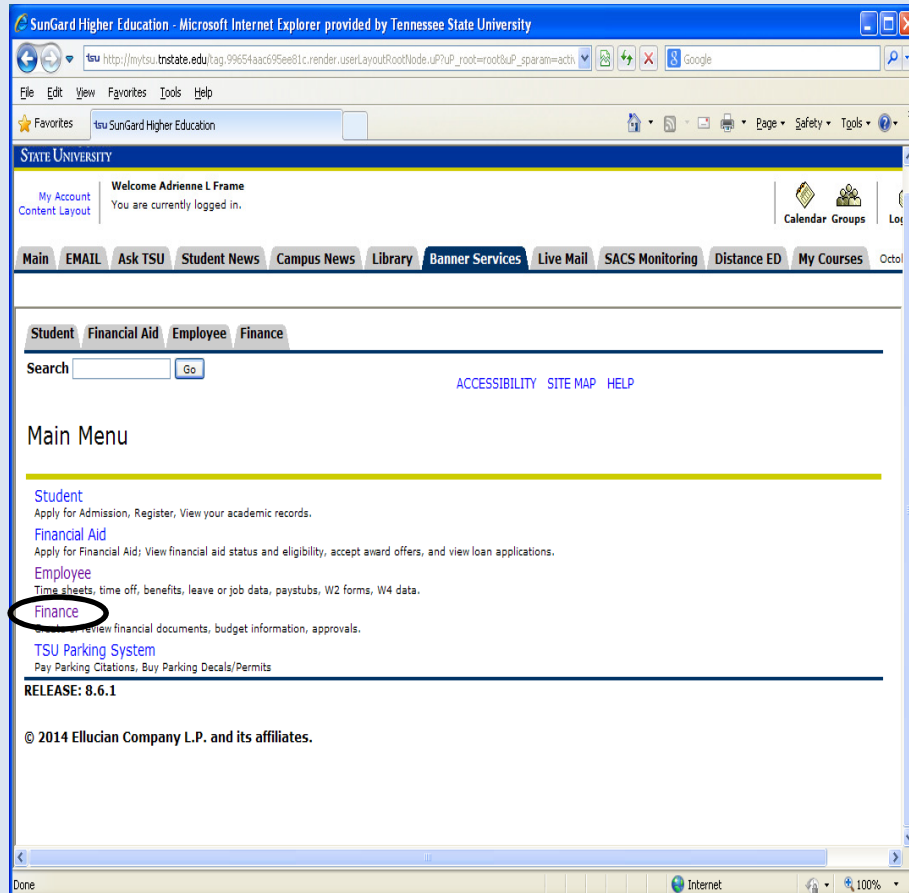 SunGard Higher Education - Microsoft Internet Explorer provided by Tennessee State University
tsu http://mytsu.tnstate.edu/tag.99654aac695ee81c.render.userLayoutRootNode.uP?uP_root=root&uP_sparam=activ
Google
File Edit View Favorites Tools Help
Favorites
tsu SunGard Higher Education
Page Safety Tools
STATE UNIVERSITY
My Account
Content Layout
Welcome Adrienne L Frame
You are currently logged in.
Calendar Groups
Log
Main EMAIL Ask TSU Student News Campus News Library Banner Services Live Mail SACS Monitoring Distance ED My Courses Octo
Student Financial Aid Employee Finance
Search Go
ACCESSIBILITY SITE MAP HELP
Main Menu
Student
Apply for Admission, Register, View your academic records.
Financial Aid
Apply for Financial Aid; View financial aid status and eligibility, accept award offers, and view loan applications.
Employee
Time sheets, time off, benefits, leave or job data, paystubs, W2 forms, W4 data.
Finance
Create or review financial documents, budget information, approvals.
TSU Parking System
Pay Parking Citations, Buy Parking Decals/Permits
RELEASE: 8.6.1
© 2014 Ellucian Company L.P. and its affiliates.
Done
Internet
100%